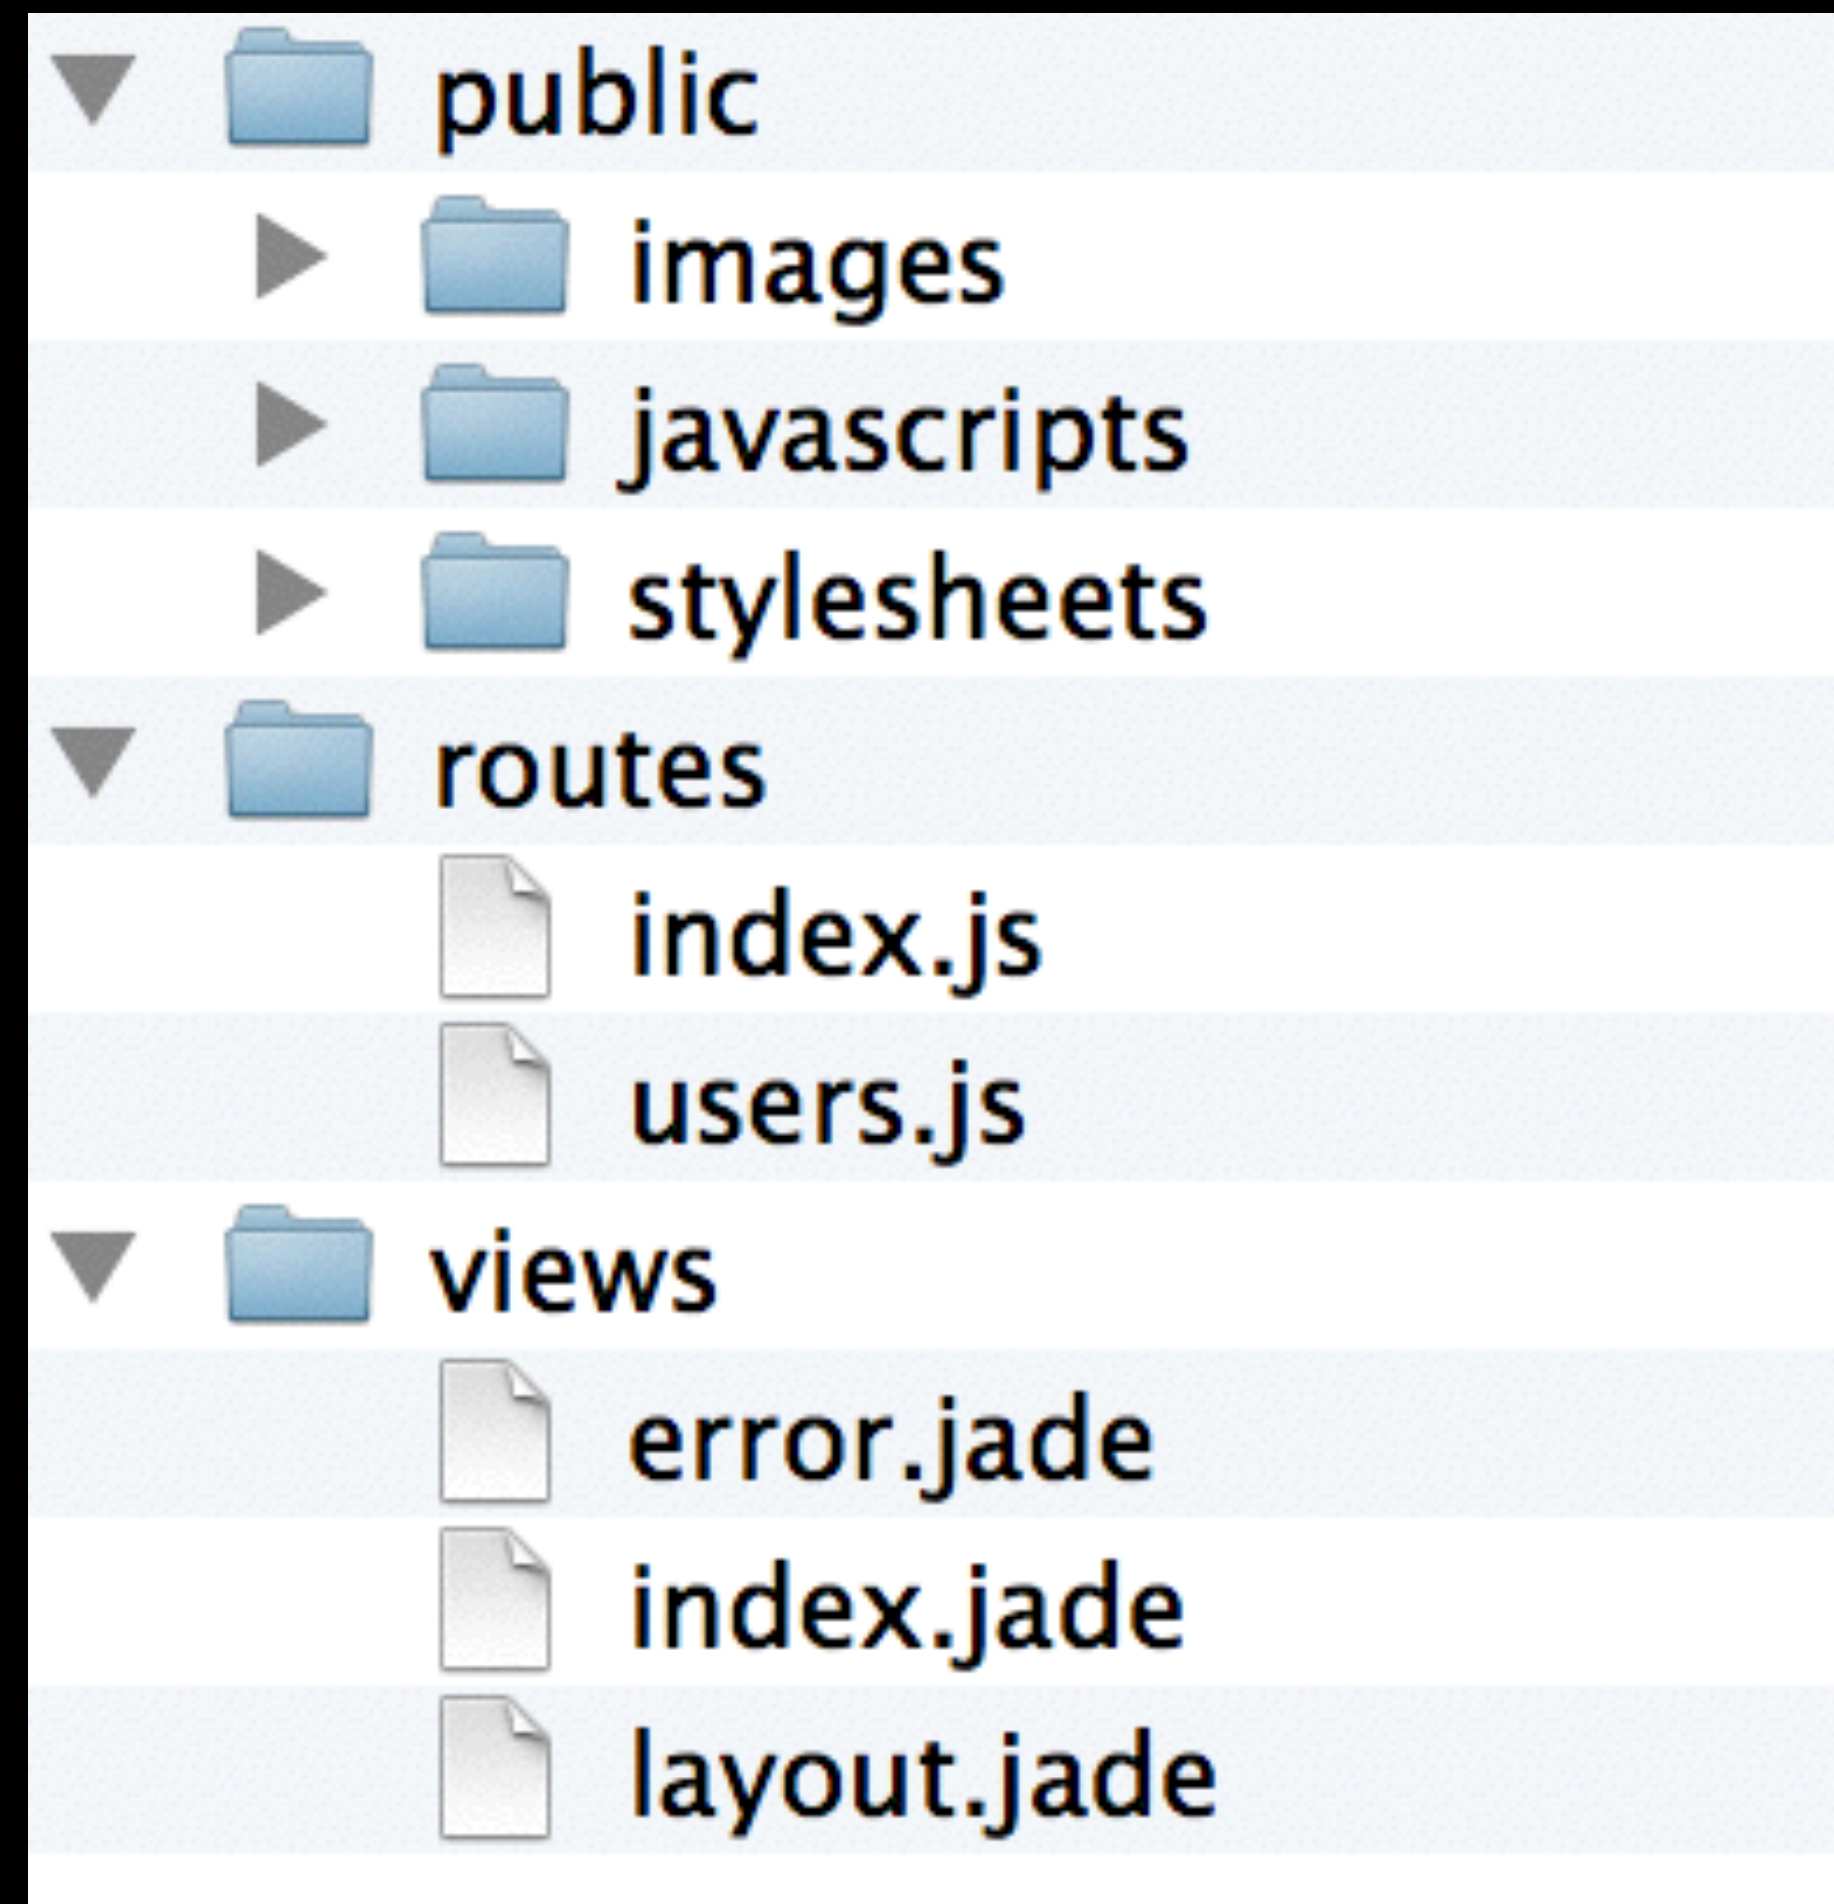 public
images
javascripts
stylesheets
routes
index.js
users.js
views
error.jade
index.jade
layout.jade